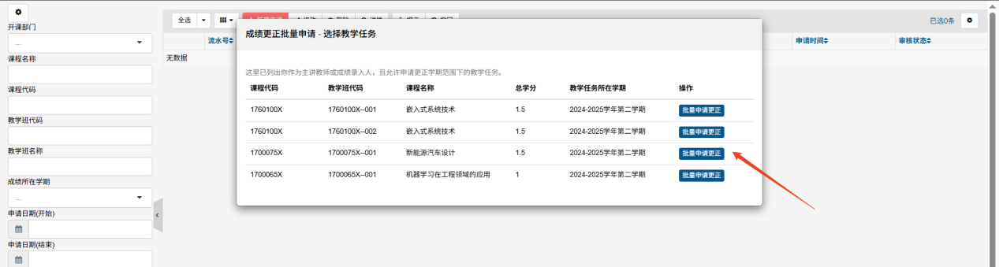 开课部门
...
课程名称
课程代码
教学班代码
教学班名称
成绩所在学期
...
申请日期(开始)
申请日期(结束)
全选
已选0条
流水号
申请时间
审核状态
无数据
成绩更正批量申请 - 选择教学任务
这里已列出你作为主讲教师或成绩录入人，且允许申请更正学期范围下的教学任务。
课程代码 教学班代码 课程名称 总学分 教学任务所在学期 操作
1760100X 1760100X--001 嵌入式系统技术 1.5 2024-2025学年第二学期 批量申请更正
1760100X 1760100X--002 嵌入式系统技术 1.5 2024-2025学年第二学期 批量申请更正
1700075X 1700075X--001 新能源汽车设计 1.5 2024-2025学年第二学期 批量申请更正
1700065X 1700065X--001 机器学习在工程领域的应用 1 2024-2025学年第二学期 批量申请更正